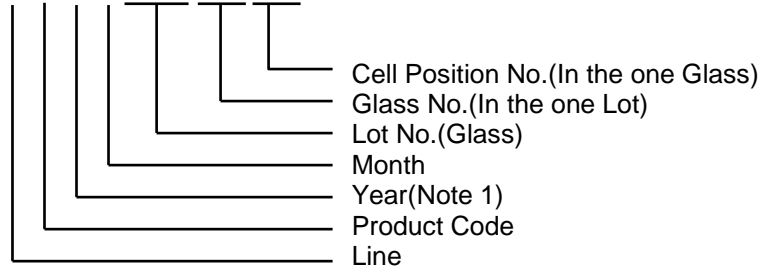 Cell Position No.(In the one Glass)
Glass No.(In the one Lot)
Lot No.(Glass)
Month
Year(Note 1)
Product Code
Line